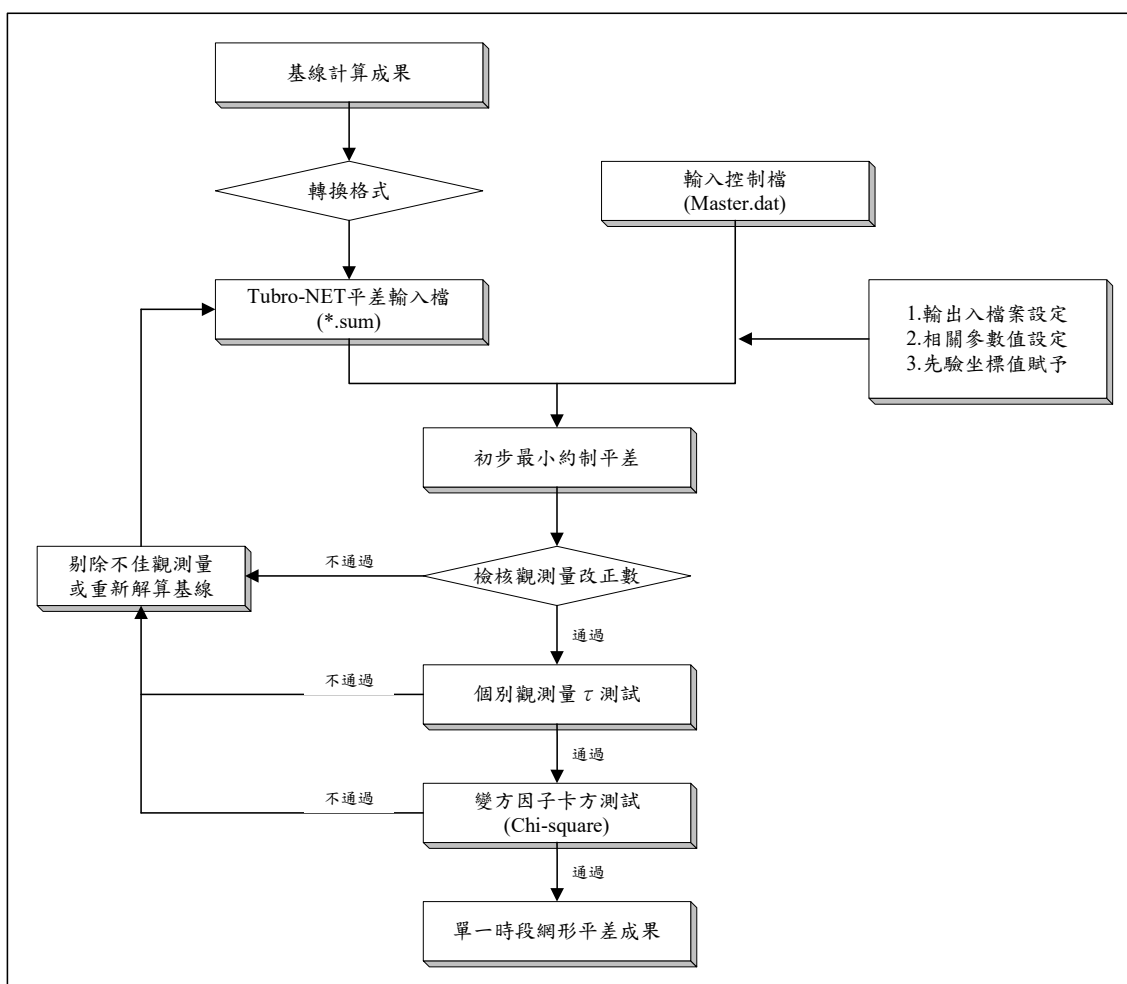 基線計算成果
轉換格式
輸入控制檔
(Master.dat)
Tubro-NET平差輸入檔
(*.sum)
1.輸出入檔案設定
2.相關參數值設定
3.先驗坐標值賦予
初步最小約制平差
剔除不佳觀測量
或重新解算基線
不通過
檢核觀測量改正數
通過
不通過
個別觀測量 τ 測試
通過
不通過
變方因子卡方測試
(Chi-square)
通過
單一時段網形平差成果